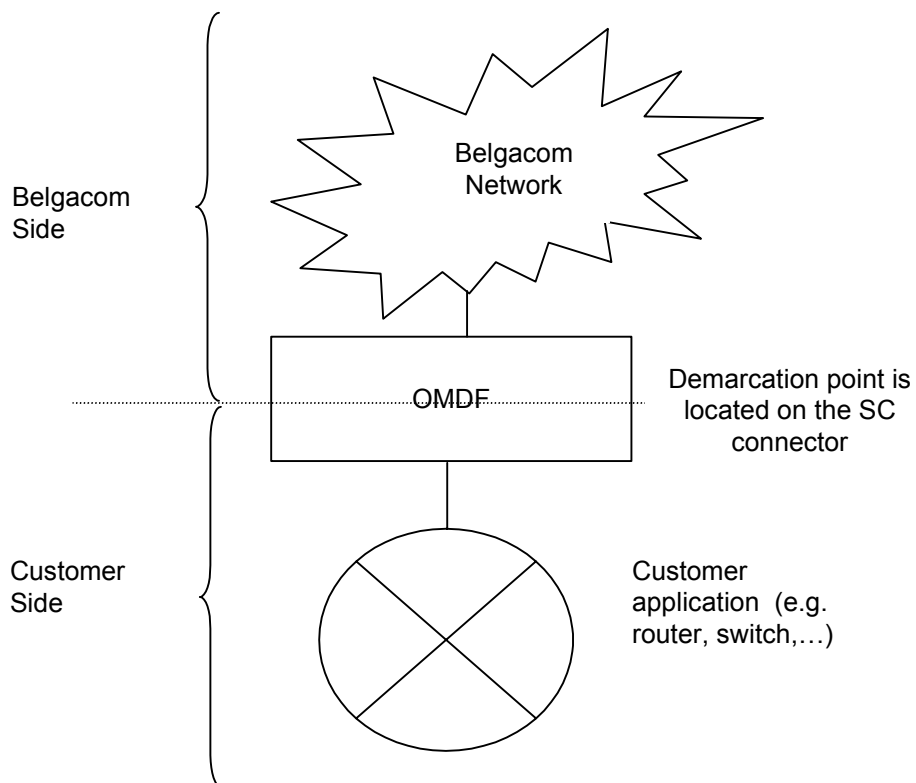 Belgacom
Network
Belgacom
Side
OMDF
Demarcation point is
located on the SC
connector
Customer
Side
Customer
application (e.g.
router, switch,…)